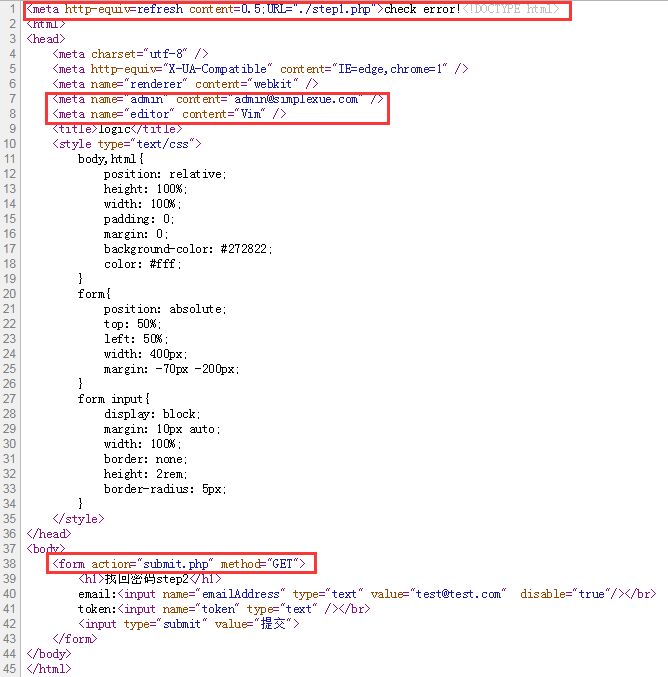 1 <meta http-equiv=refresh content=0.5;URL="./step1.php">check error!<!DOCTYPE html>
2 <html>
3 <head>
4     <meta charset="utf-8" />
5     <meta http-equiv="X-UA-Compatible" content="IE=edge,chrome=1" />
6     <meta name="renderer" content="webkit" />
7     <meta name="admin" content="admin@simplexue.com" />
8     <meta name="editor" content="Vim" />
9     <title>logic</title>
10     <style type="text/css">
11         body,html{
12             position: relative;
13             height: 100%;
14             width: 100%;
15             padding: 0;
16             margin: 0;
17             background-color: #272822;
18             color: #fff;
19         }
20         form{
21             position: absolute;
22             top: 50%;
23             left: 50%;
24             width: 400px;
25             margin: -70px -200px;
26         }
27         form input{
28             display: block;
29             margin: 10px auto;
30             width: 100%;
31             border: none;
32             height: 2rem;
33             border-radius: 5px;
34         }
35     </style>
36 </head>
37 <body>
38     <form action="submit.php" method="GET">
39         <h1>找回密码step2</h1>
40         email:<input name="emailAddress" type="text" value="test@test.com"  disable="true"/></br>
41         token:<input name="token" type="text" /></br>
42         <input type="submit" value="提交">
43     </form>
44 </body>
45 </html>